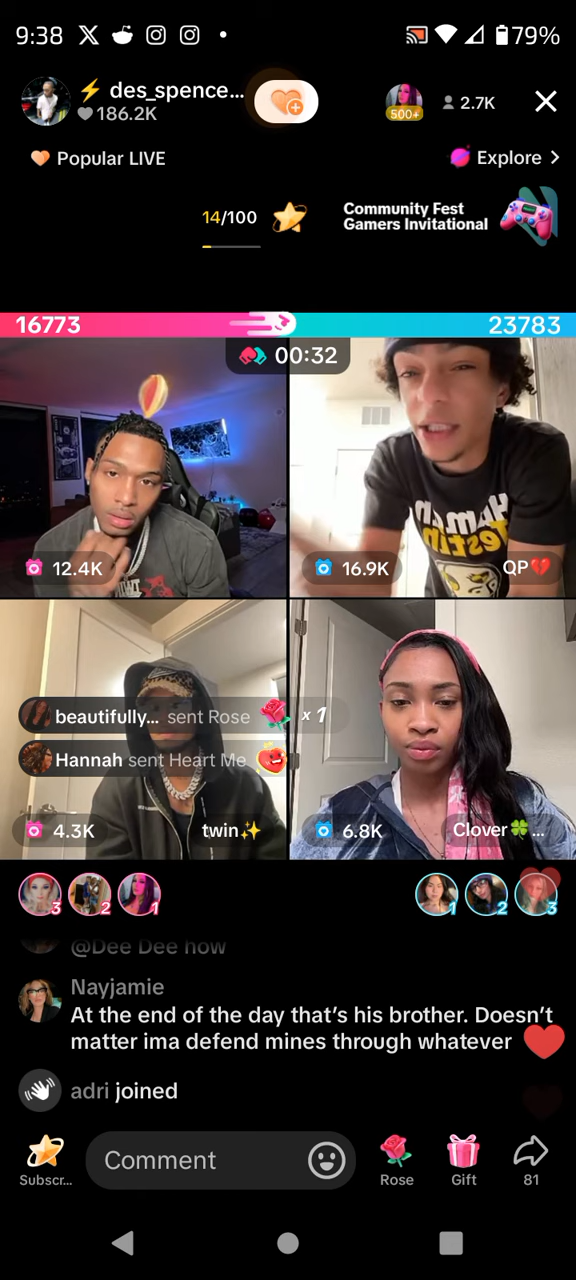 9:38
79%
⚡ des_spence...
186.2K
500+
2.7K
Popular LIVE
Explore >
14/100
Community Fest
Gamers Invitational
16773
23783
00:32
12.4K
16.9K
QP💔
beautifully... sent Rose x 1
Hannah sent Heart Me
4.3K
twin✨
6.8K
Clover🍀 ...
3
2
1
1
2
3
@Dee Dee how
Nayjamie
At the end of the day that's his brother. Doesn't
matter ima defend mines through whatever
adri joined
Comment
Subscr...
Rose
Gift
81